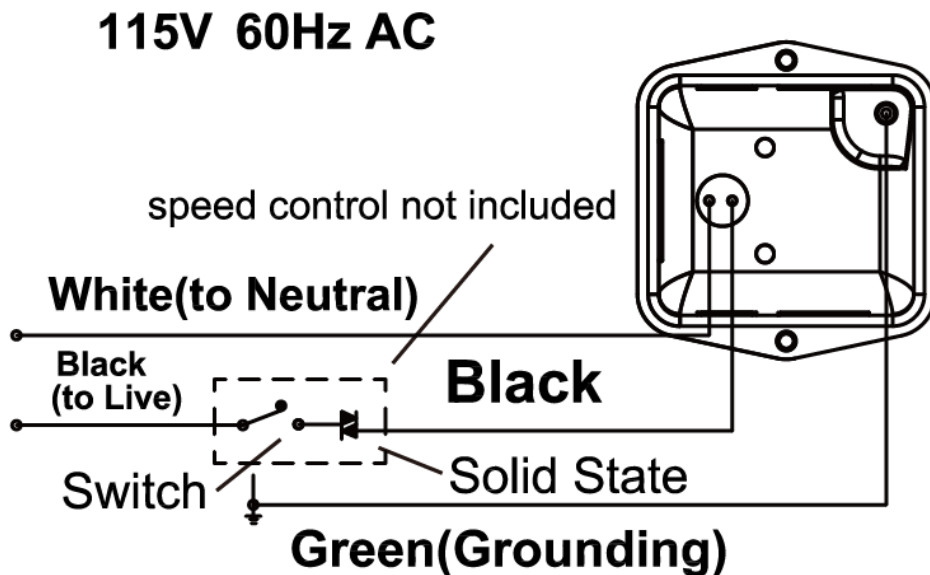 115V 60Hz AC
speed control not included
White(to Neutral)
Black
(to Live)
Black
Switch
Solid State
Green(Grounding)